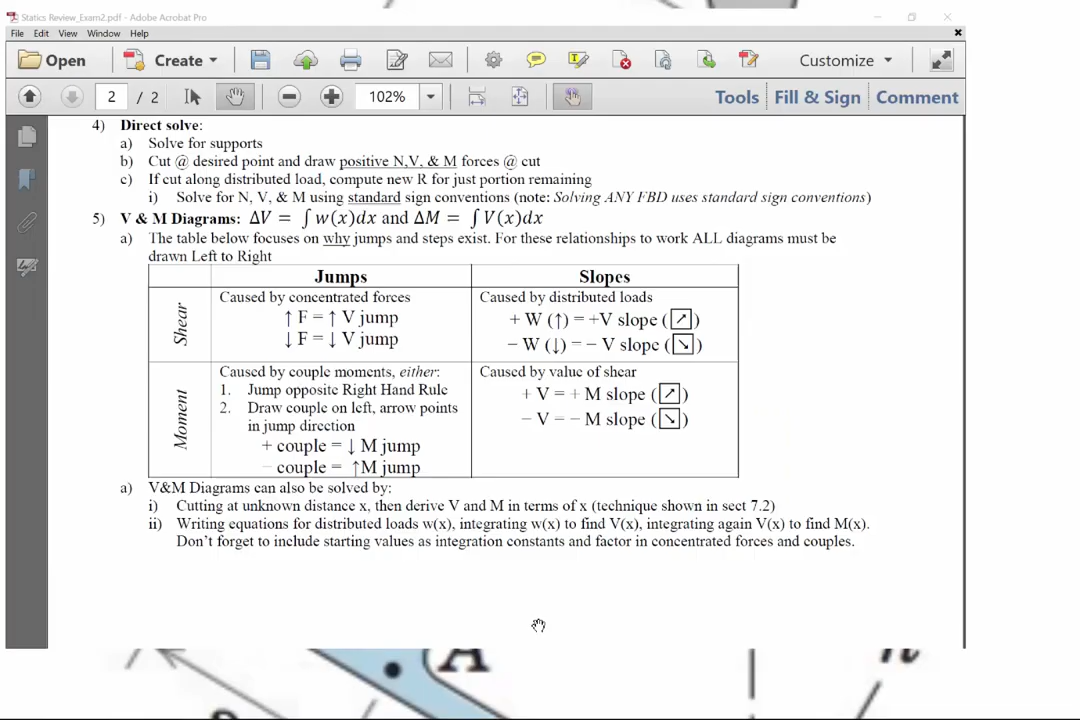 Statics Review_Exam2.pdf - Adobe Acrobat Pro
File Edit View Window Help
Open Create Customize
2 / 2 102% Tools Fill & Sign Comment
4) Direct solve:
a) Solve for supports
b) Cut @ desired point and draw positive N,V, & M forces @ cut
c) If cut along distributed load, compute new R for just portion remaining
i) Solve for N, V, & M using standard sign conventions (note: Solving ANY FBD uses standard sign conventions)
5) V & M Diagrams: ΔV = ∫ w(x)dx and ΔM = ∫ V(x)dx
a) The table below focuses on why jumps and steps exist. For these relationships to work ALL diagrams must be
drawn Left to Right
Jumps Slopes
Shear
Caused by concentrated forces
↑ F = ↑ V jump
↓ F = ↓ V jump
Caused by distributed loads
+ W (↑) = +V slope (↗)
− W (↓) = − V slope (↘)
Moment
Caused by couple moments, either:
1. Jump opposite Right Hand Rule
2. Draw couple on left, arrow points
in jump direction
+ couple = ↓ M jump
− couple = ↑M jump
Caused by value of shear
+ V = + M slope (↗)
− V = − M slope (↘)
a) V&M Diagrams can also be solved by:
i) Cutting at unknown distance x, then derive V and M in terms of x (technique shown in sect 7.2)
ii) Writing equations for distributed loads w(x), integrating w(x) to find V(x), integrating again V(x) to find M(x).
Don't forget to include starting values as integration constants and factor in concentrated forces and couples.
A